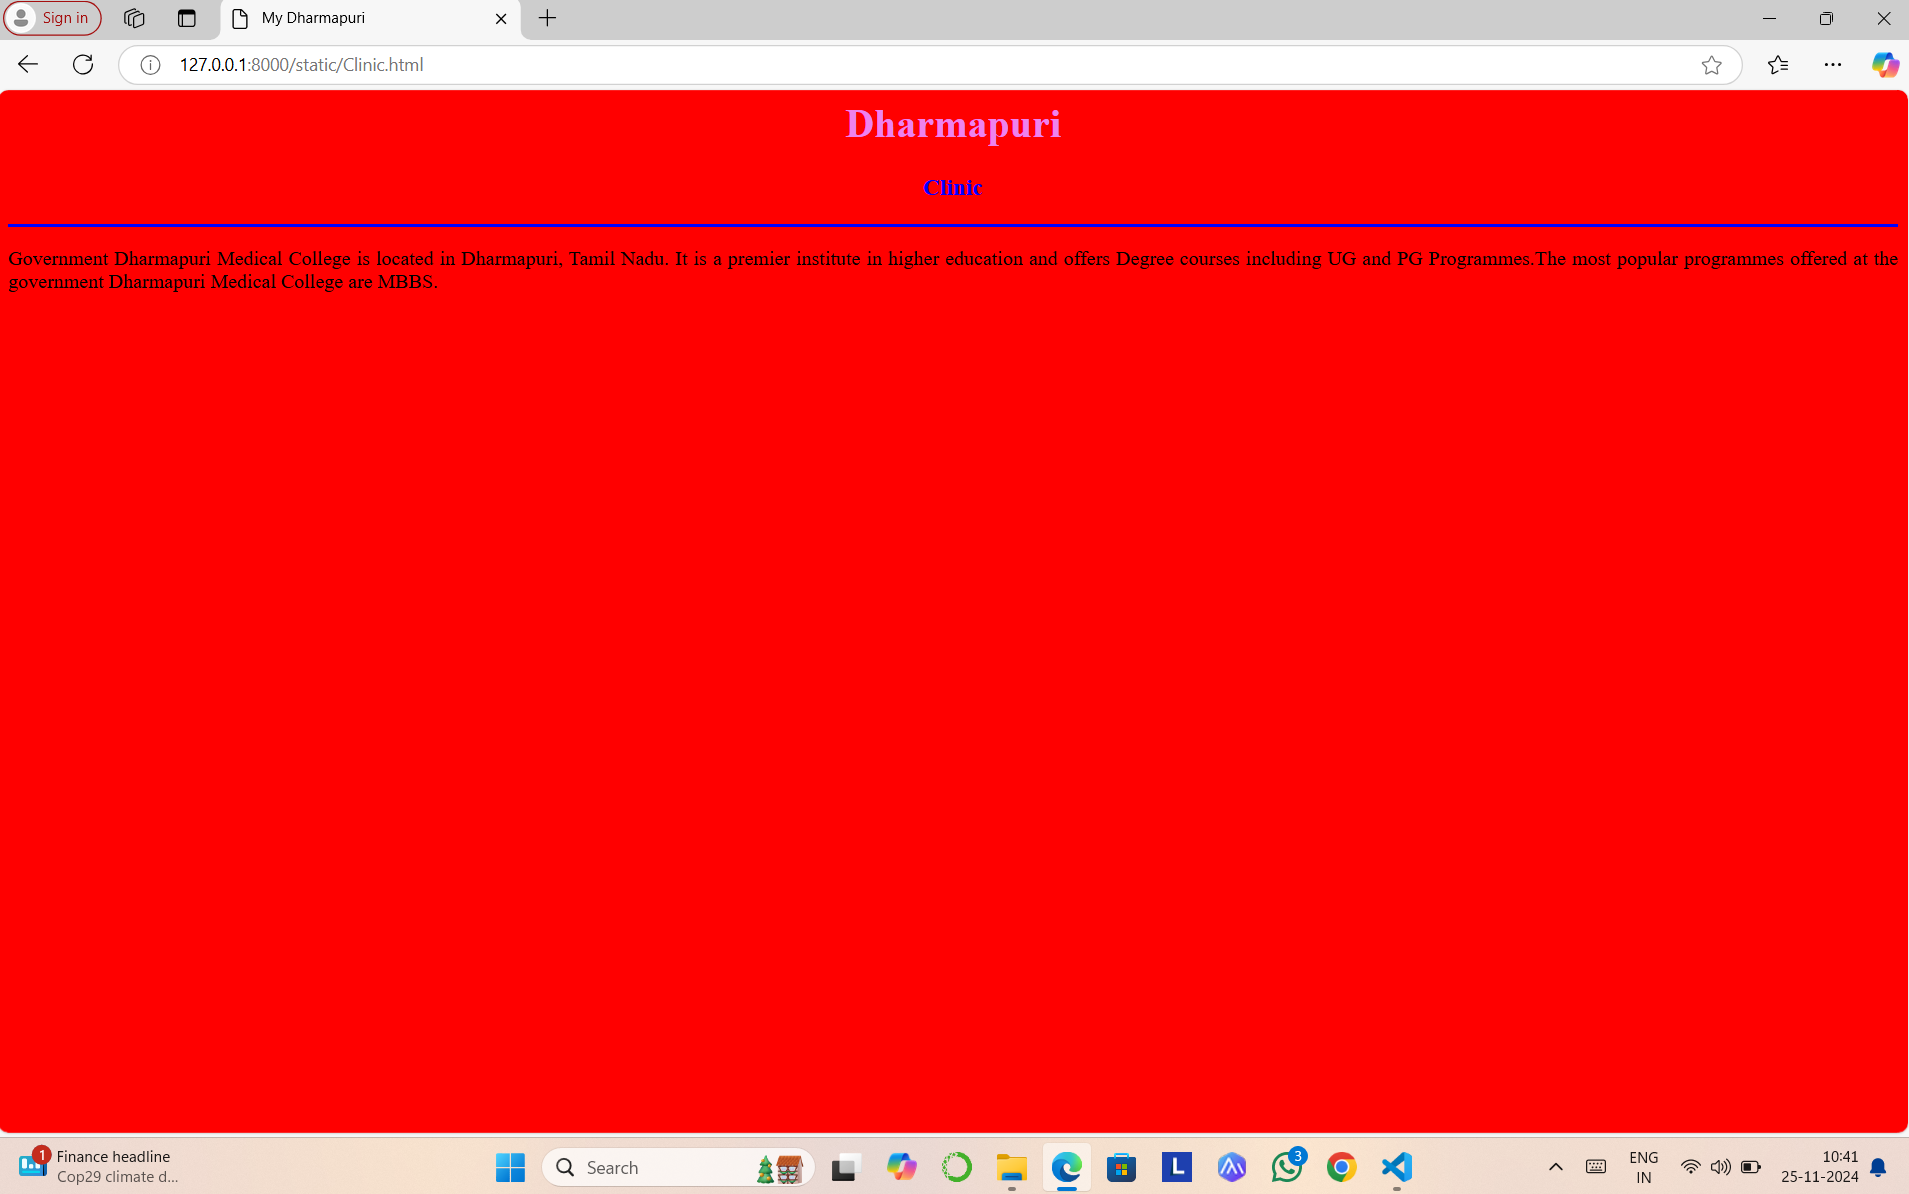 Sign in
My Dharmapuri
127.0.0.1:8000/static/Clinic.html
Dharmapuri
Clinic
Government Dharmapuri Medical College is located in Dharmapuri, Tamil Nadu. It is a premier institute in higher education and offers Degree courses including UG and PG Programmes.The most popular programmes offered at the
government Dharmapuri Medical College are MBBS.
1
Finance headline
Cop29 climate d...
Search
L
3
ENG
IN
10:41
25-11-2024